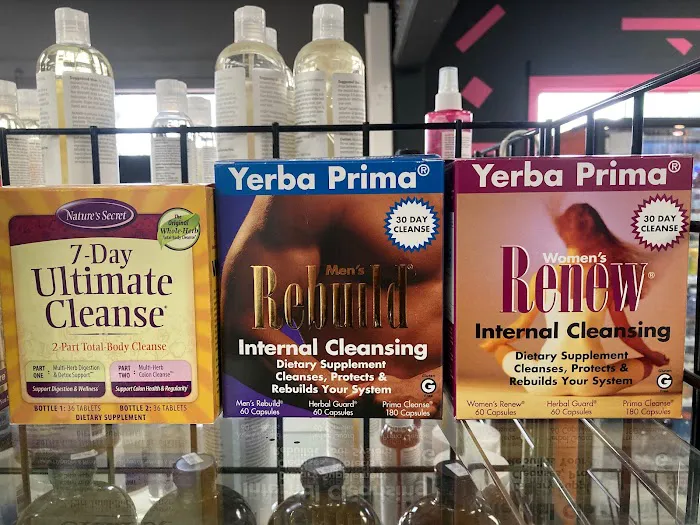 Nature's Secret
The Original
Whole-Herb
Total Body Cleanse
7-Day
Ultimate
Cleanse®
2-Part Total-Body Cleanse
PART
ONE
Multi-Herb Digestion
& Detox Support
Support Digestion & Wellness
PART
TWO
Multi-Herb
Colon Cleanse
Support Colon Health & Regularity
BOTTLE 1: 36 TABLETS
BOTTLE 2: 36 TABLETS
DIETARY SUPPLEMENT
Yerba Prima®
30 DAY
CLEANSE
Men's
Rebuild®
Internal Cleansing
Dietary Supplement
Cleanses, Protects &
Rebuilds Your System
G
Men's Rebuild®
60 Capsules
Herbal Guard®
60 Capsules
Prima Cleanse®
180 Capsules
Yerba Prima®
30 DAY
CLEANSE
Women's
Renew®
Internal Cleansing
Dietary Supplement
Cleanses, Protects &
Rebuilds Your System
G
Women's Renew®
60 Capsules
Herbal Guard®
60 Capsules
Prima Cleanse®
180 Capsules